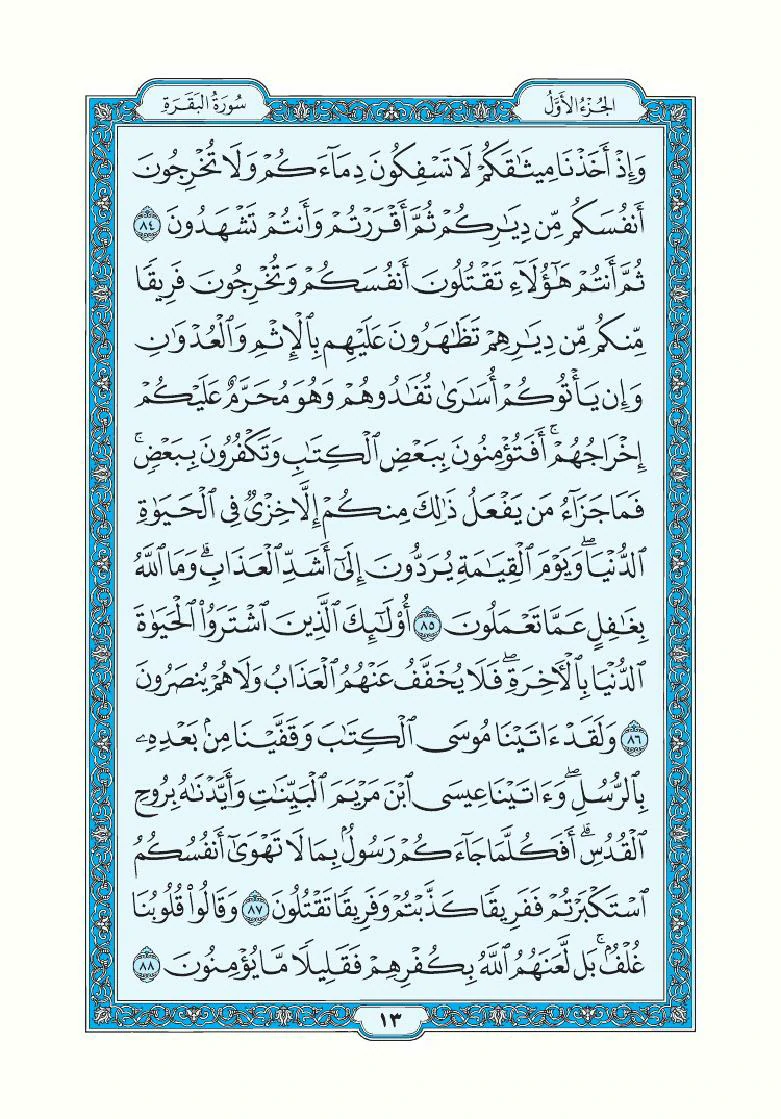 الجُزْءُ الأَوَّلُ
سُورَةُ البَقَرَةِ
وَإِذْ أَخَذْنَا مِيثَٰقَكُمْ لَا تَسْفِكُونَ دِمَآءَكُمْ وَلَا تُخْرِجُونَ
أَنفُسَكُم مِّن دِيَٰرِكُمْ ثُمَّ أَقْرَرْتُمْ وَأَنتُمْ تَشْهَدُونَ ٨٤
ثُمَّ أَنتُمْ هَٰٓؤُلَآءِ تَقْتُلُونَ أَنفُسَكُمْ وَتُخْرِجُونَ فَرِيقًا
مِّنكُم مِّن دِيَٰرِهِمْ تَظَٰهَرُونَ عَلَيْهِم بِٱلْإِثْمِ وَٱلْعُدْوَٰنِ
وَإِن يَأْتُوكُمْ أُسَٰرَىٰ تُفَٰدُوهُمْ وَهُوَ مُحَرَّمٌ عَلَيْكُمْ
إِخْرَاجُهُمْ ۚ أَفَتُؤْمِنُونَ بِبَعْضِ ٱلْكِتَٰبِ وَتَكْفُرُونَ بِبَعْضٍ ۚ
فَمَا جَزَآءُ مَن يَفْعَلُ ذَٰلِكَ مِنكُمْ إِلَّا خِزْىٌ فِى ٱلْحَيَوٰةِ
ٱلدُّنْيَا ۖ وَيَوْمَ ٱلْقِيَٰمَةِ يُرَدُّونَ إِلَىٰٓ أَشَدِّ ٱلْعَذَابِ ۗ وَمَا ٱللَّهُ
بِغَٰفِلٍ عَمَّا تَعْمَلُونَ ٨٥ أُو۟لَٰٓئِكَ ٱلَّذِينَ ٱشْتَرَوُا۟ ٱلْحَيَوٰةَ
ٱلدُّنْيَا بِٱلْءَاخِرَةِ ۖ فَلَا يُخَفَّفُ عَنْهُمُ ٱلْعَذَابُ وَلَا هُمْ يُنصَرُونَ
٨٦ وَلَقَدْ ءَاتَيْنَا مُوسَى ٱلْكِتَٰبَ وَقَفَّيْنَا مِنۢ بَعْدِهِۦ
بِٱلرُّسُلِ ۖ وَءَاتَيْنَا عِيسَى ٱبْنَ مَرْيَمَ ٱلْبَيِّنَٰتِ وَأَيَّدْنَٰهُ بِرُوحِ
ٱلْقُدُسِ ۗ أَفَكُلَّمَا جَآءَكُمْ رَسُولٌۢ بِمَا لَا تَهْوَىٰٓ أَنفُسُكُمُ
ٱسْتَكْبَرْتُمْ فَفَرِيقًا كَذَّبْتُمْ وَفَرِيقًا تَقْتُلُونَ ٨٧ وَقَالُوا۟ قُلُوبُنَا
غُلْفٌۢ ۚ بَل لَّعَنَهُمُ ٱللَّهُ بِكُفْرِهِمْ فَقَلِيلًا مَّا يُؤْمِنُونَ ٨٨
١٣